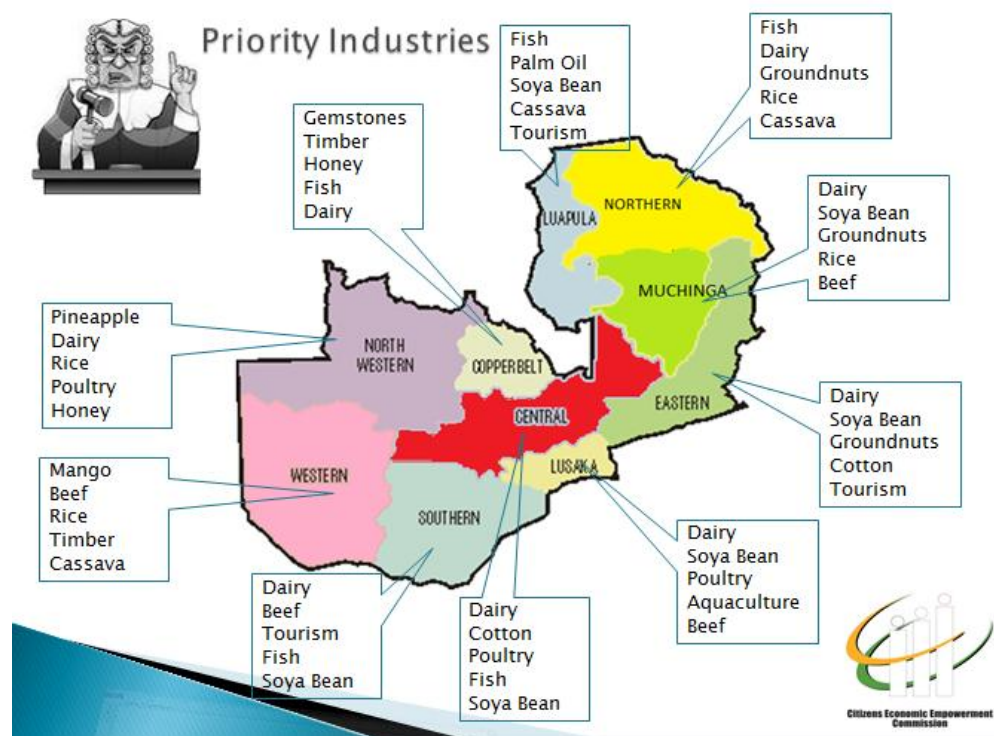 Priority Industries
Fish
Palm Oil
Soya Bean
Cassava
Tourism
Fish
Dairy
Groundnuts
Rice
Cassava
Gemstones
Timber
Honey
Fish
Dairy
Dairy
Soya Bean
Groundnuts
Rice
Beef
LUAPULA
NORTHERN
MUCHINGA
Pineapple
Dairy
Rice
Poultry
Honey
NORTH
WESTERN
COPPERBELT
CENTRAL
EASTERN
Dairy
Soya Bean
Groundnuts
Cotton
Tourism
Mango
Beef
Rice
Timber
Cassava
WESTERN
LUSAKA
SOUTHERN
Dairy
Soya Bean
Poultry
Aquaculture
Beef
Dairy
Beef
Tourism
Fish
Soya Bean
Dairy
Cotton
Poultry
Fish
Soya Bean
Citizens Economic Empowerment
Commission